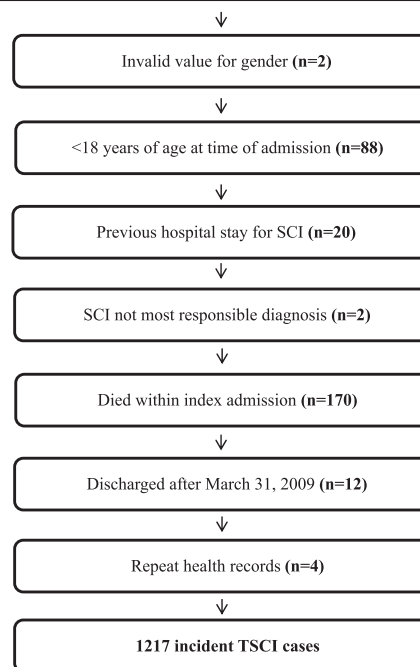 Invalid value for gender (n=2)
<18 years of age at time of admission (n=88)
Previous hospital stay for SCI (n=20)
SCI not most responsible diagnosis (n=2)
Died within index admission (n=170)
Discharged after March 31, 2009 (n=12)
Repeat health records (n=4)
1217 incident TSCI cases